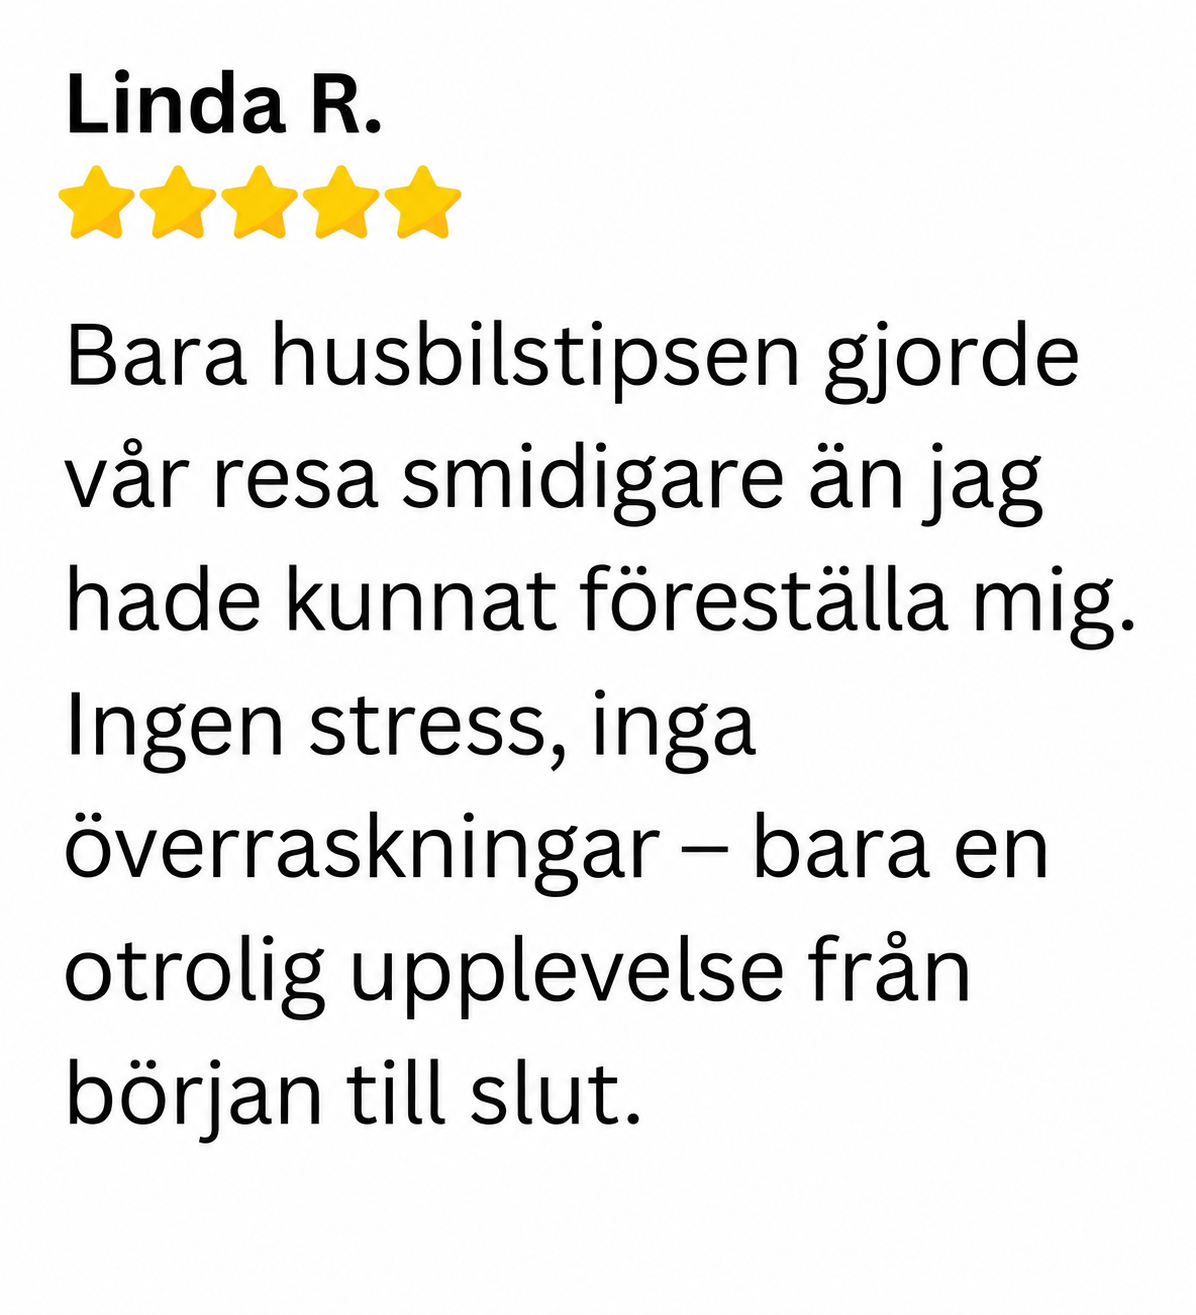 Linda R.
⭐⭐⭐⭐⭐
Bara husbilstipsen gjorde
vår resa smidigare än jag
hade kunnat föreställa mig.
Ingen stress, inga
överraskningar – bara en
otrolig upplevelse från
början till slut.